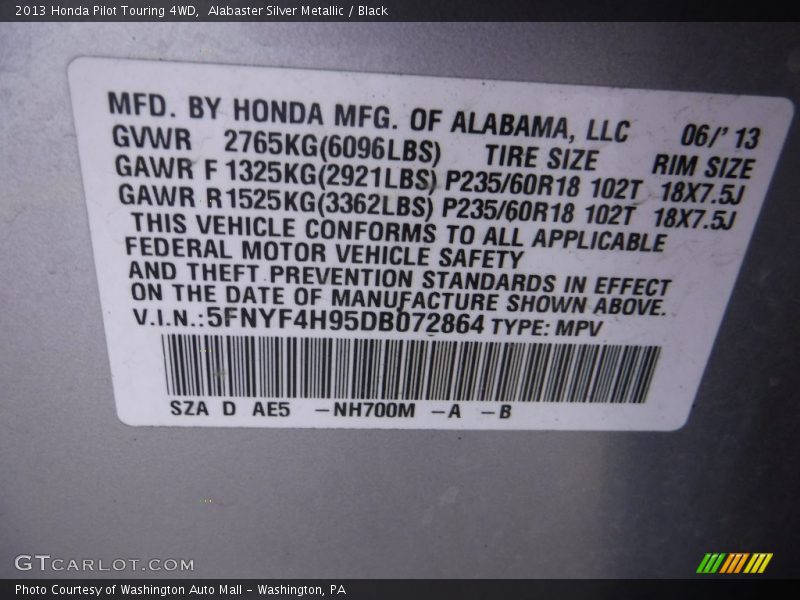 2013 Honda Pilot Touring 4WD,  Alabaster Silver Metallic / Black
MFD. BY HONDA MFG. OF ALABAMA, LLC 06/' 13
GVWR 2765KG(6096LBS) TIRE SIZE RIM SIZE
GAWR F 1325KG(2921LBS) P235/60R18 102T 18X7.5J
GAWR R 1525KG(3362LBS) P235/60R18 102T 18X7.5J
THIS VEHICLE CONFORMS TO ALL APPLICABLE
FEDERAL MOTOR VEHICLE SAFETY
AND THEFT PREVENTION STANDARDS IN EFFECT
ON THE DATE OF MANUFACTURE SHOWN ABOVE.
V.I.N.:5FNYF4H95DB072864 TYPE: MPV
SZA D AE5 –NH700M –A –B
GTCARLOT.COM
Photo Courtesy of Washington Auto Mall – Washington, PA